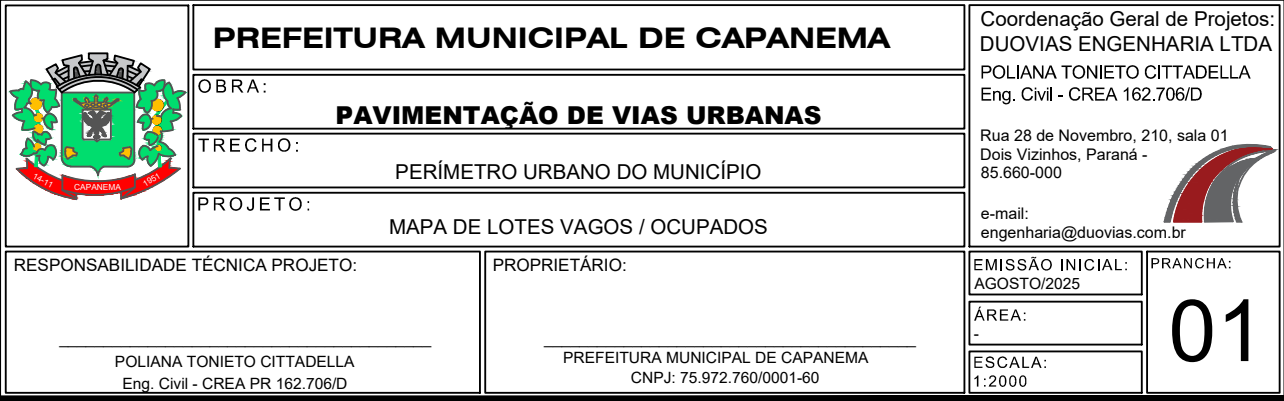 14-11
CAPANEMA
1951
PREFEITURA MUNICIPAL DE CAPANEMA
OBRA:
PAVIMENTAÇÃO DE VIAS URBANAS
TRECHO:
PERÍMETRO URBANO DO MUNICÍPIO
PROJETO:
MAPA DE LOTES VAGOS / OCUPADOS
Coordenação Geral de Projetos:
DUOVIAS ENGENHARIA LTDA
POLIANA TONIETO CITTADELLA
Eng. Civil - CREA 162.706/D
Rua 28 de Novembro, 210, sala 01
Dois Vizinhos, Paraná -
85.660-000
e-mail:
engenharia@duovias.com.br
RESPONSABILIDADE TÉCNICA PROJETO:
POLIANA TONIETO CITTADELLA
Eng. Civil - CREA PR 162.706/D
PROPRIETÁRIO:
PREFEITURA MUNICIPAL DE CAPANEMA
CNPJ: 75.972.760/0001-60
EMISSÃO INICIAL:
AGOSTO/2025
ÁREA:
-
ESCALA:
1:2000
PRANCHA:
01